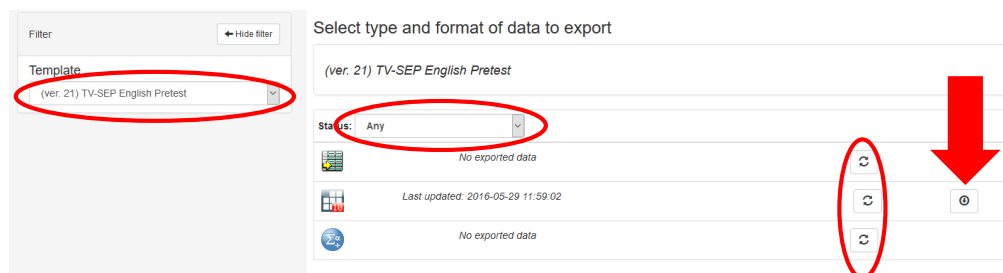 Filter
Hide filter
Template
(ver. 21) TV-SEP English Pretest
Select type and format of data to export
(ver. 21) TV-SEP English Pretest
Status: Any
No exported data
Last updated: 2016-05-29 11:59:02
No exported data